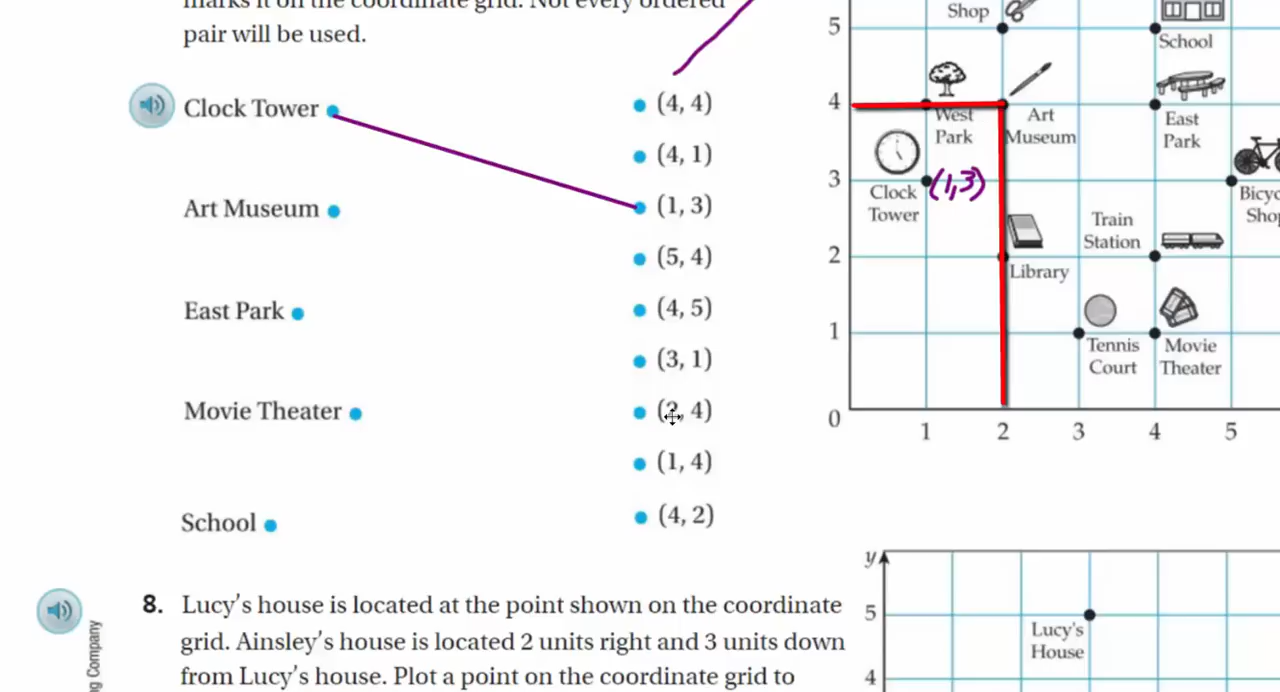 marks it on the coordinate grid. Not every ordered
pair will be used.
Clock Tower
Art Museum
East Park
Movie Theater
School
(4, 4)
(4, 1)
(1, 3)
(5, 4)
(4, 5)
(3, 1)
(2, 4)
(1, 4)
(4, 2)
5
4
3
2
1
0
1
2
3
4
5
Shop
School
West
Park
Art
Museum
East
Park
Clock
Tower
(1,3)
Train
Station
Library
Tennis
Court
Movie
Theater
8. Lucy's house is located at the point shown on the coordinate
grid. Ainsley's house is located 2 units right and 3 units down
from Lucy's house. Plot a point on the coordinate grid to
y
5
4
Lucy's
House
Company